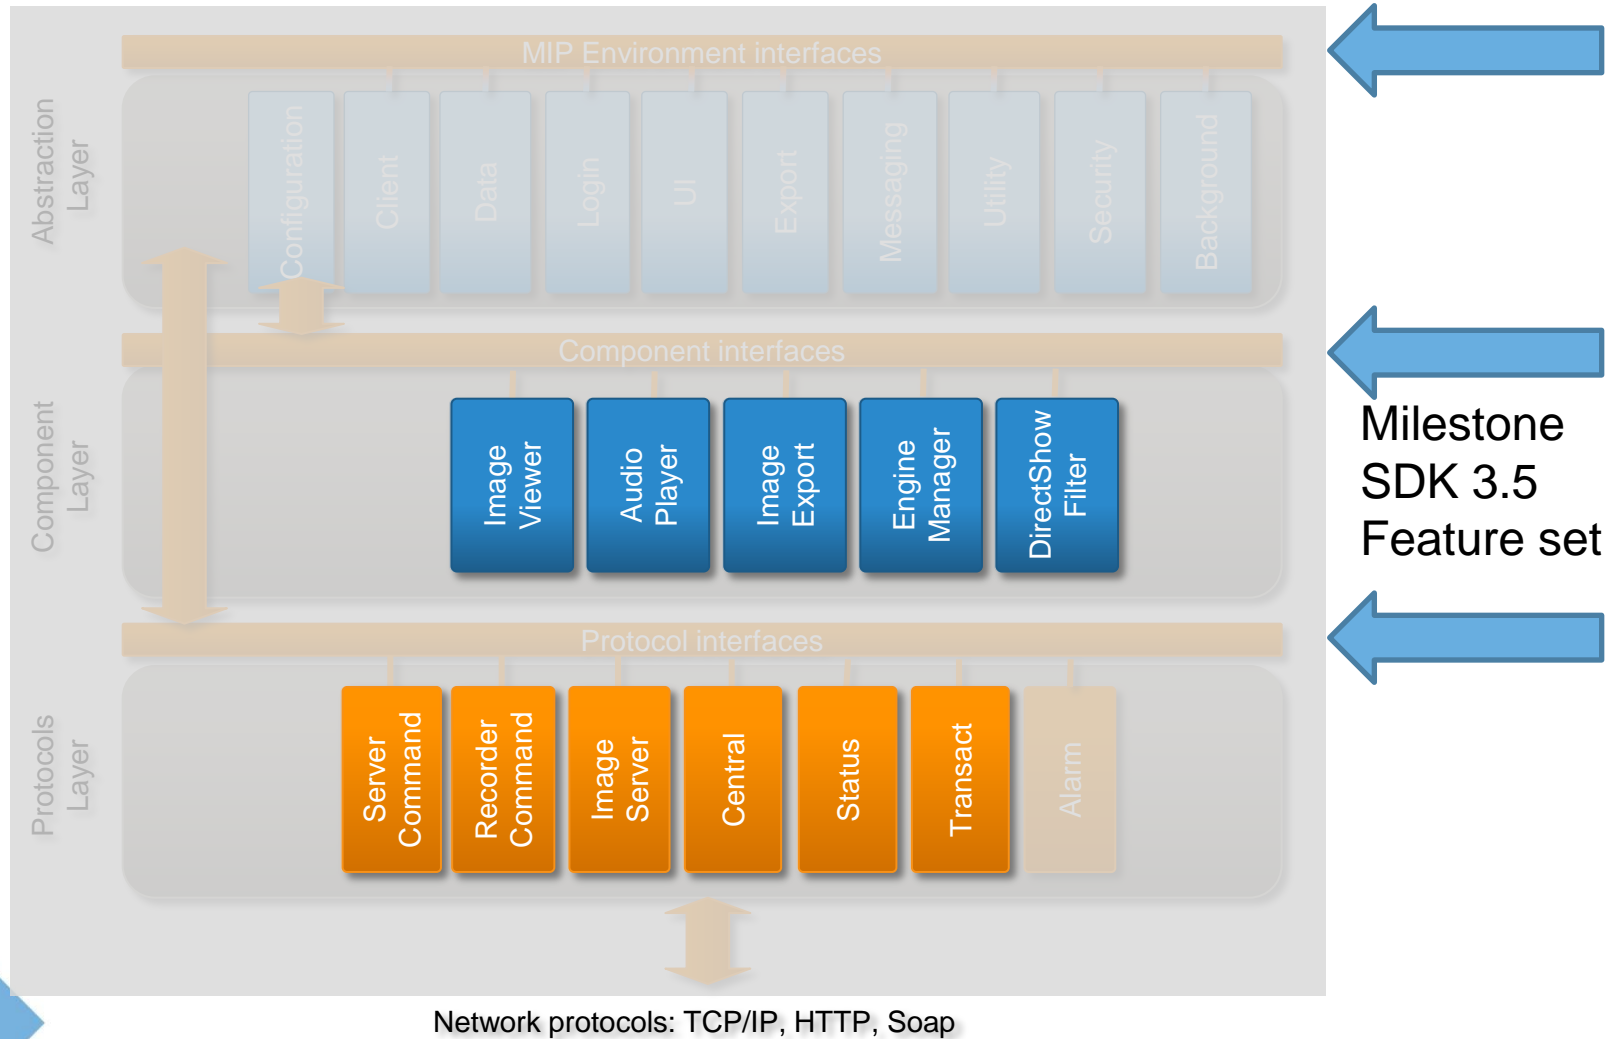 MIP Environment interfaces
Abstraction
Layer
Configuration
Client
Data
Login
UI
Export
Messaging
Utility
Security
Background
Component interfaces
Component
Layer
Image
Viewer
Audio
Player
Image
Export
Engine
Manager
DirectShow
Filter
Milestone
SDK 3.5
Feature set
Protocol interfaces
Protocols
Layer
Server
Command
Recorder
Command
Image
Server
Central
Status
Transact
Alarm
Network protocols: TCP/IP, HTTP, Soap